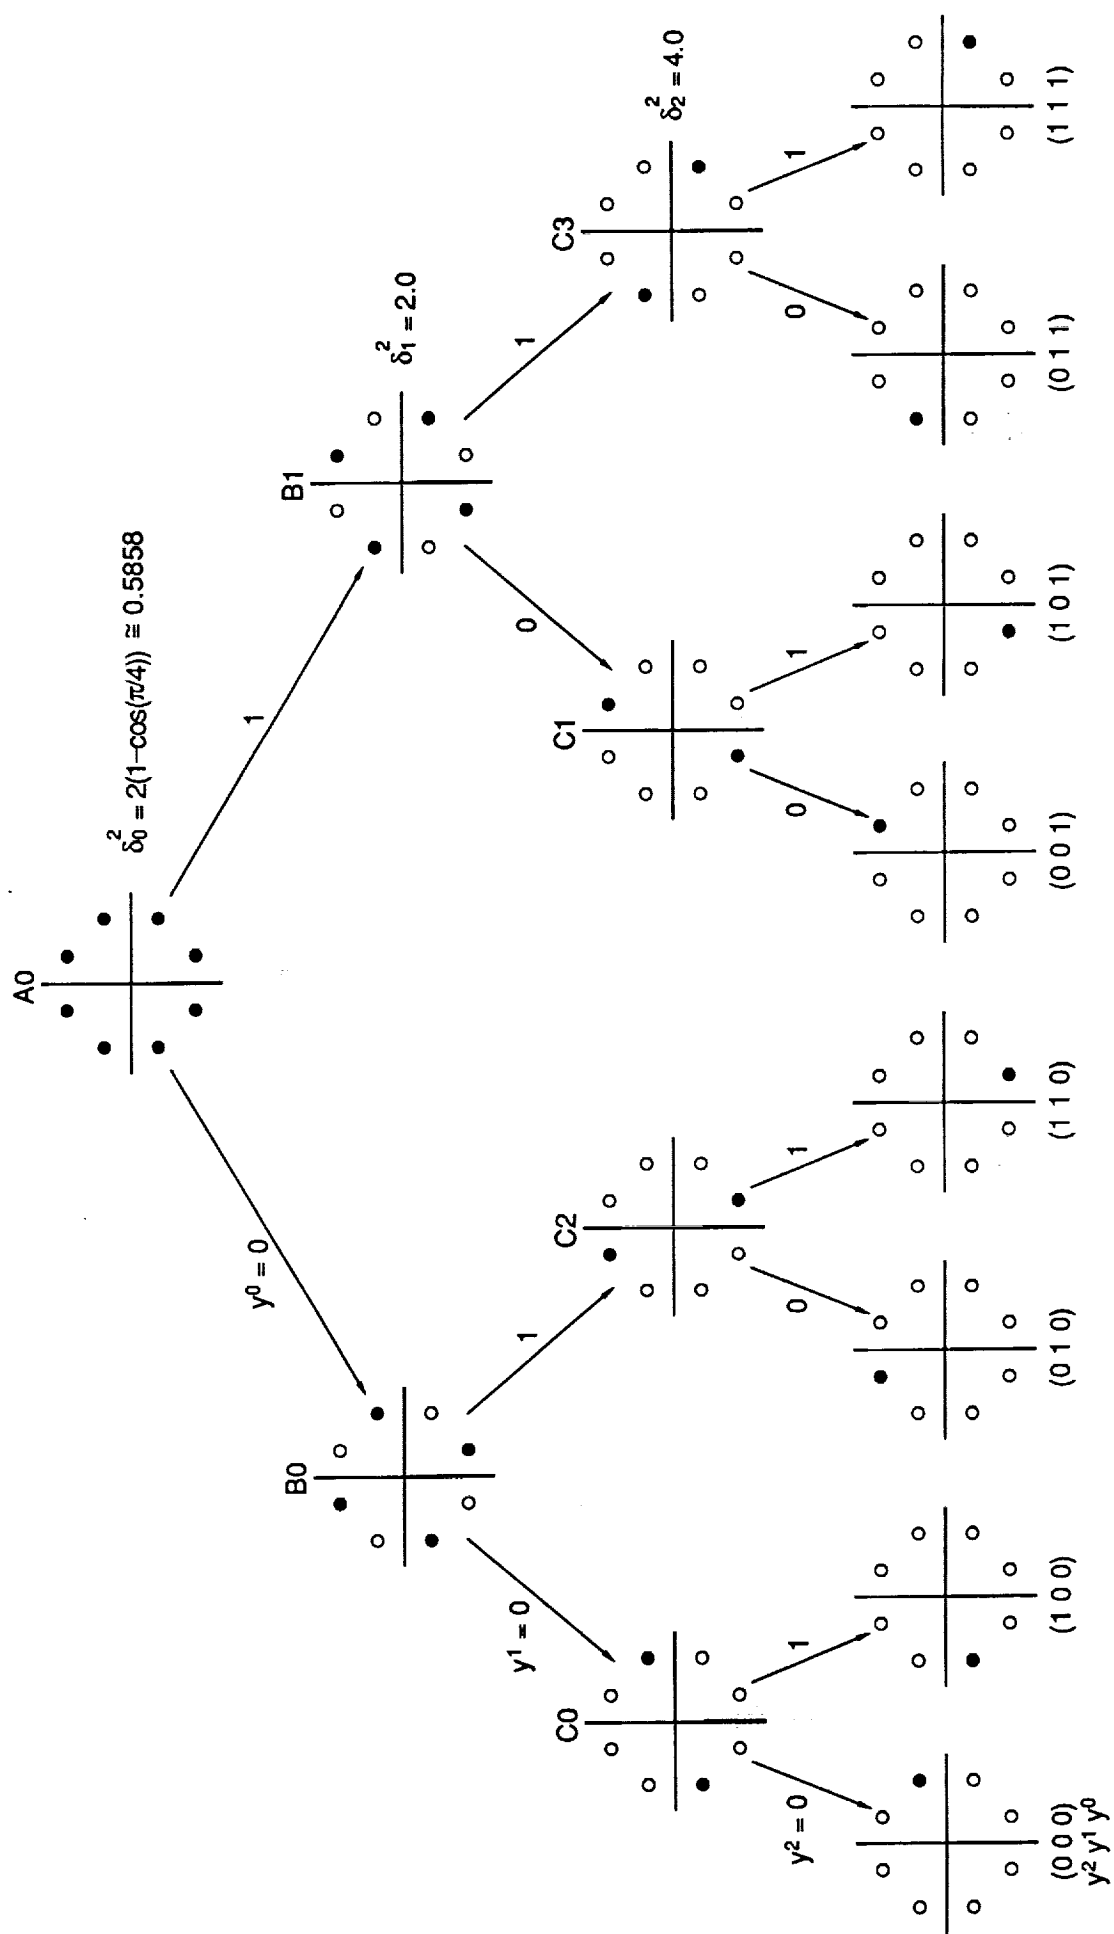 A0
δ₀² = 2(1–cos(π/4)) ≅ 0.5858
y⁰ = 0
1
B0
B1
δ₁² = 2.0
y¹ = 0
1
0
1
C0
C2
C1
C3
δ₂² = 4.0
y² = 0
1
0
1
0
1
0
1
(0 0 0)
(1 0 0)
(0 1 0)
(1 1 0)
(0 0 1)
(1 0 1)
(0 1 1)
(1 1 1)
y² y¹ y⁰